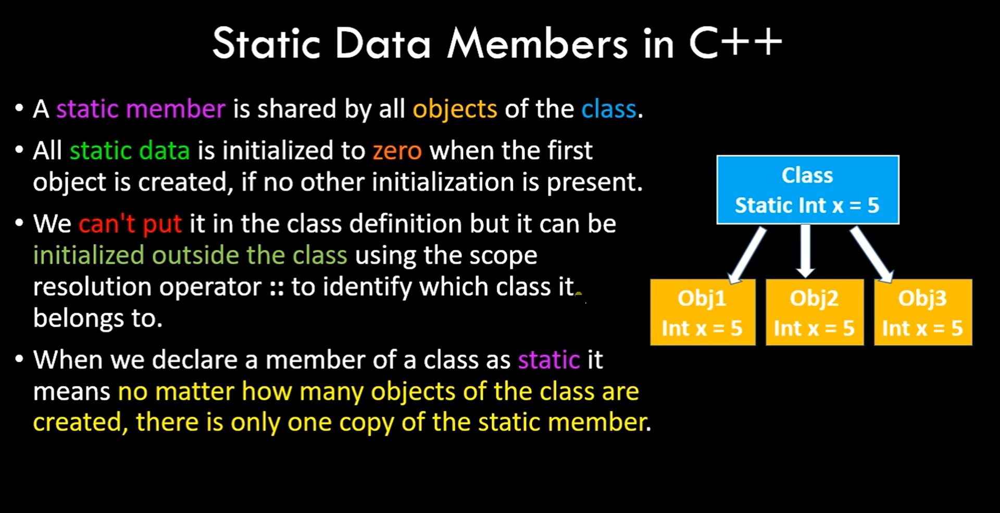 Static Data Members in C++
• A static member is shared by all objects of the class.
• All static data is initialized to zero when the first
object is created, if no other initialization is present.
• We can't put it in the class definition but it can be
initialized outside the class using the scope
resolution operator :: to identify which class it
belongs to.
• When we declare a member of a class as static it
means no matter how many objects of the class are
created, there is only one copy of the static member.
Class
Static Int x = 5
Obj1
Int x = 5
Obj2
Int x = 5
Obj3
Int x = 5